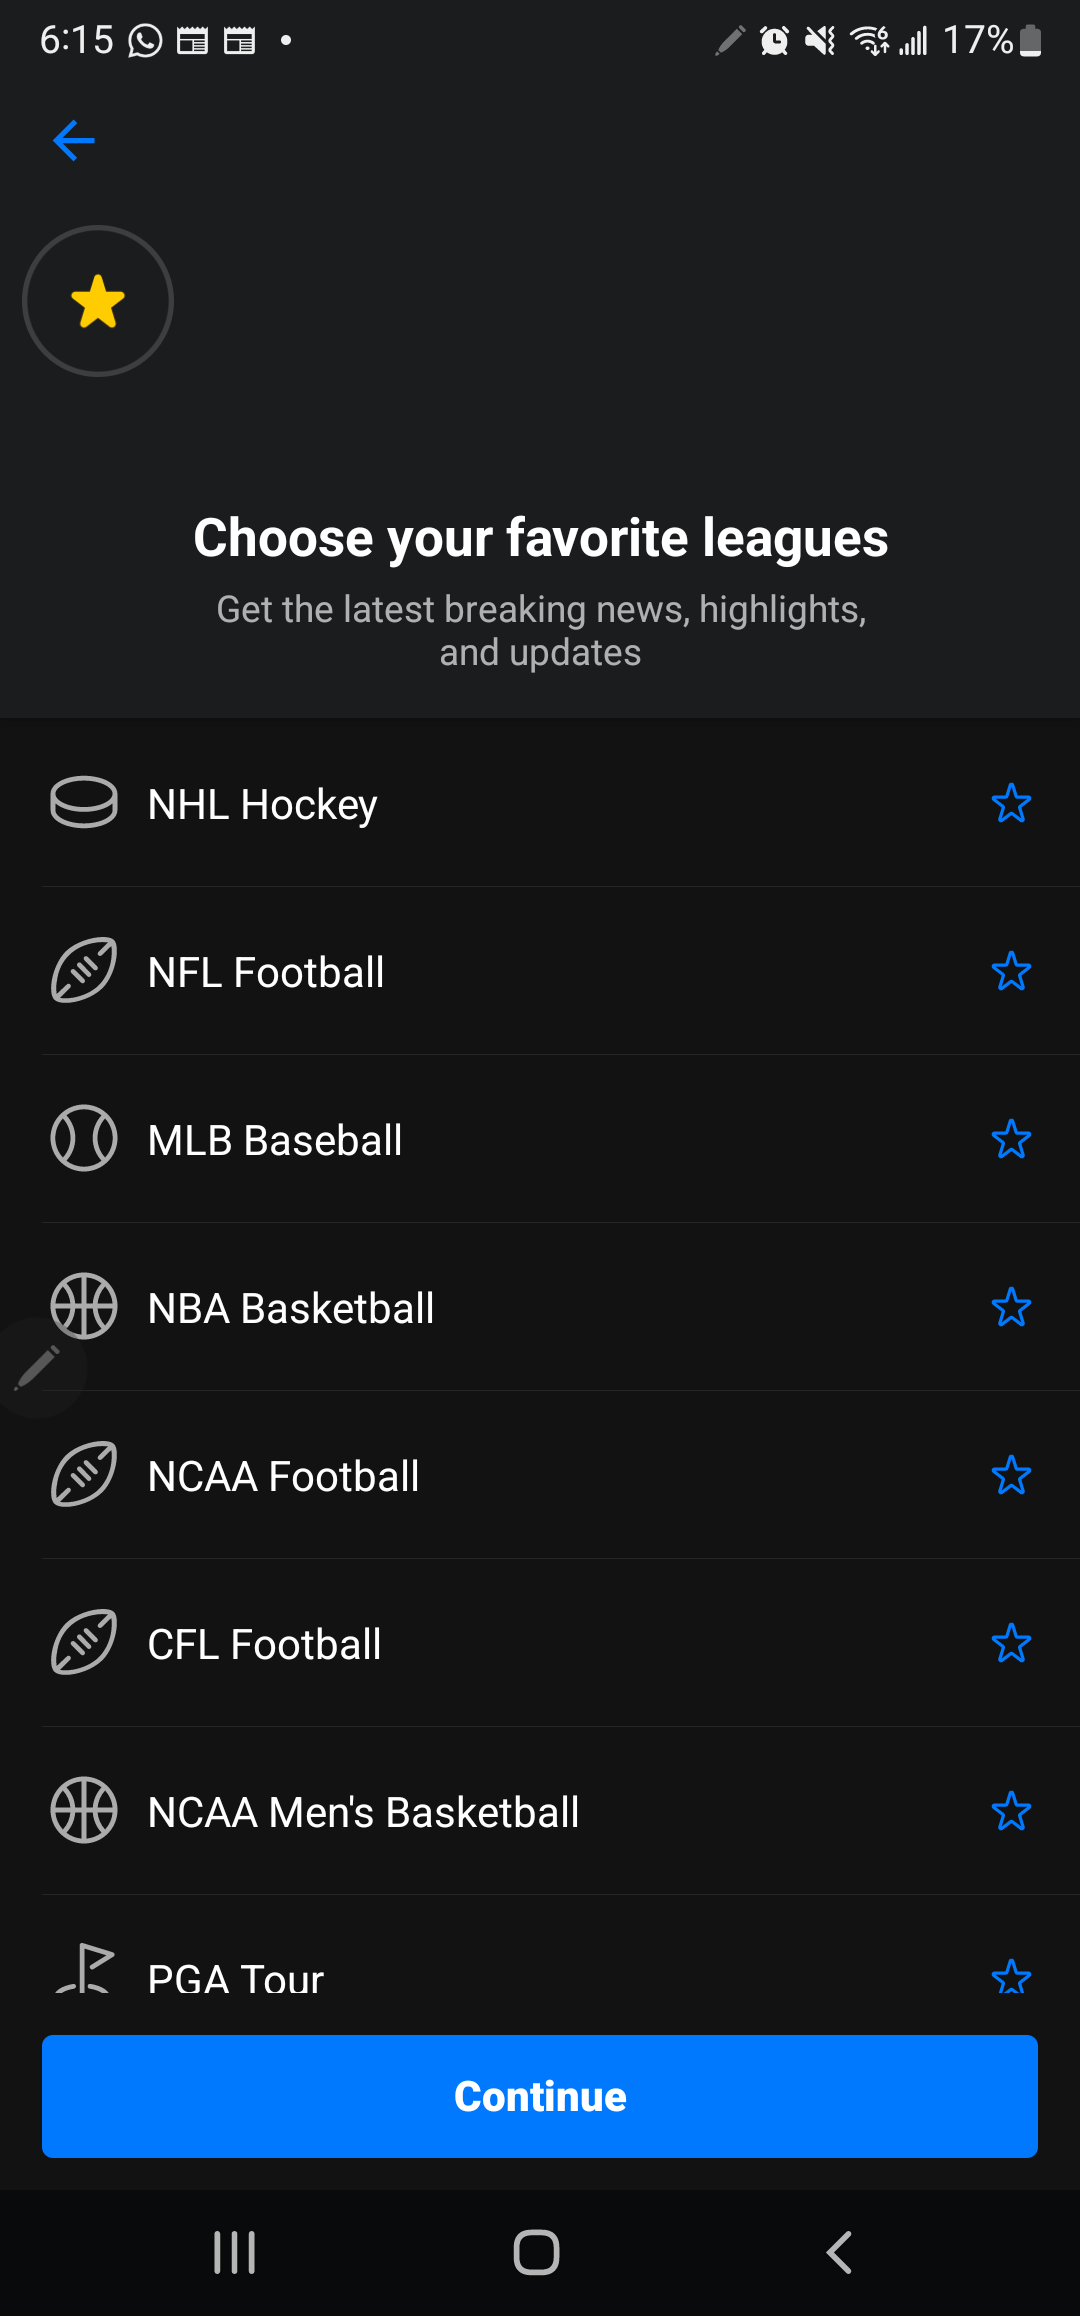 6:15
17%
Choose your favorite leagues
Get the latest breaking news, highlights,
and updates
NHL Hockey
NFL Football
MLB Baseball
NBA Basketball
NCAA Football
CFL Football
NCAA Men's Basketball
PGA Tour
Continue